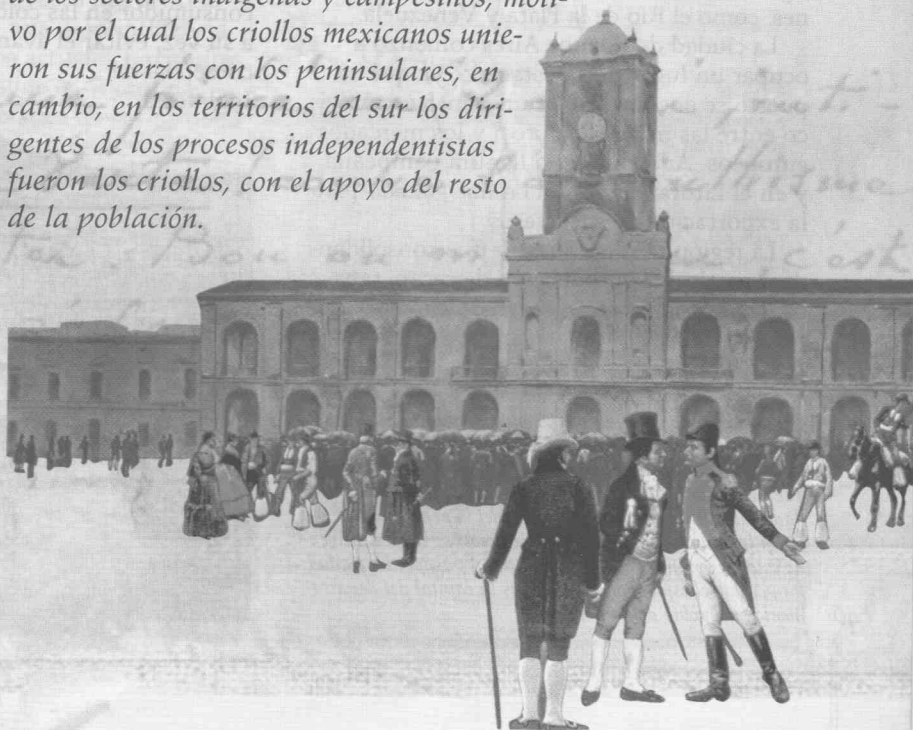 de los sectores indígenas y campesinos, moti-
vo por el cual los criollos mexicanos unie-
ron sus fuerzas con los peninsulares, en
cambio, en los territorios del sur los diri-
gentes de los procesos independentistas
fueron los criollos, con el apoyo del resto
de la población.